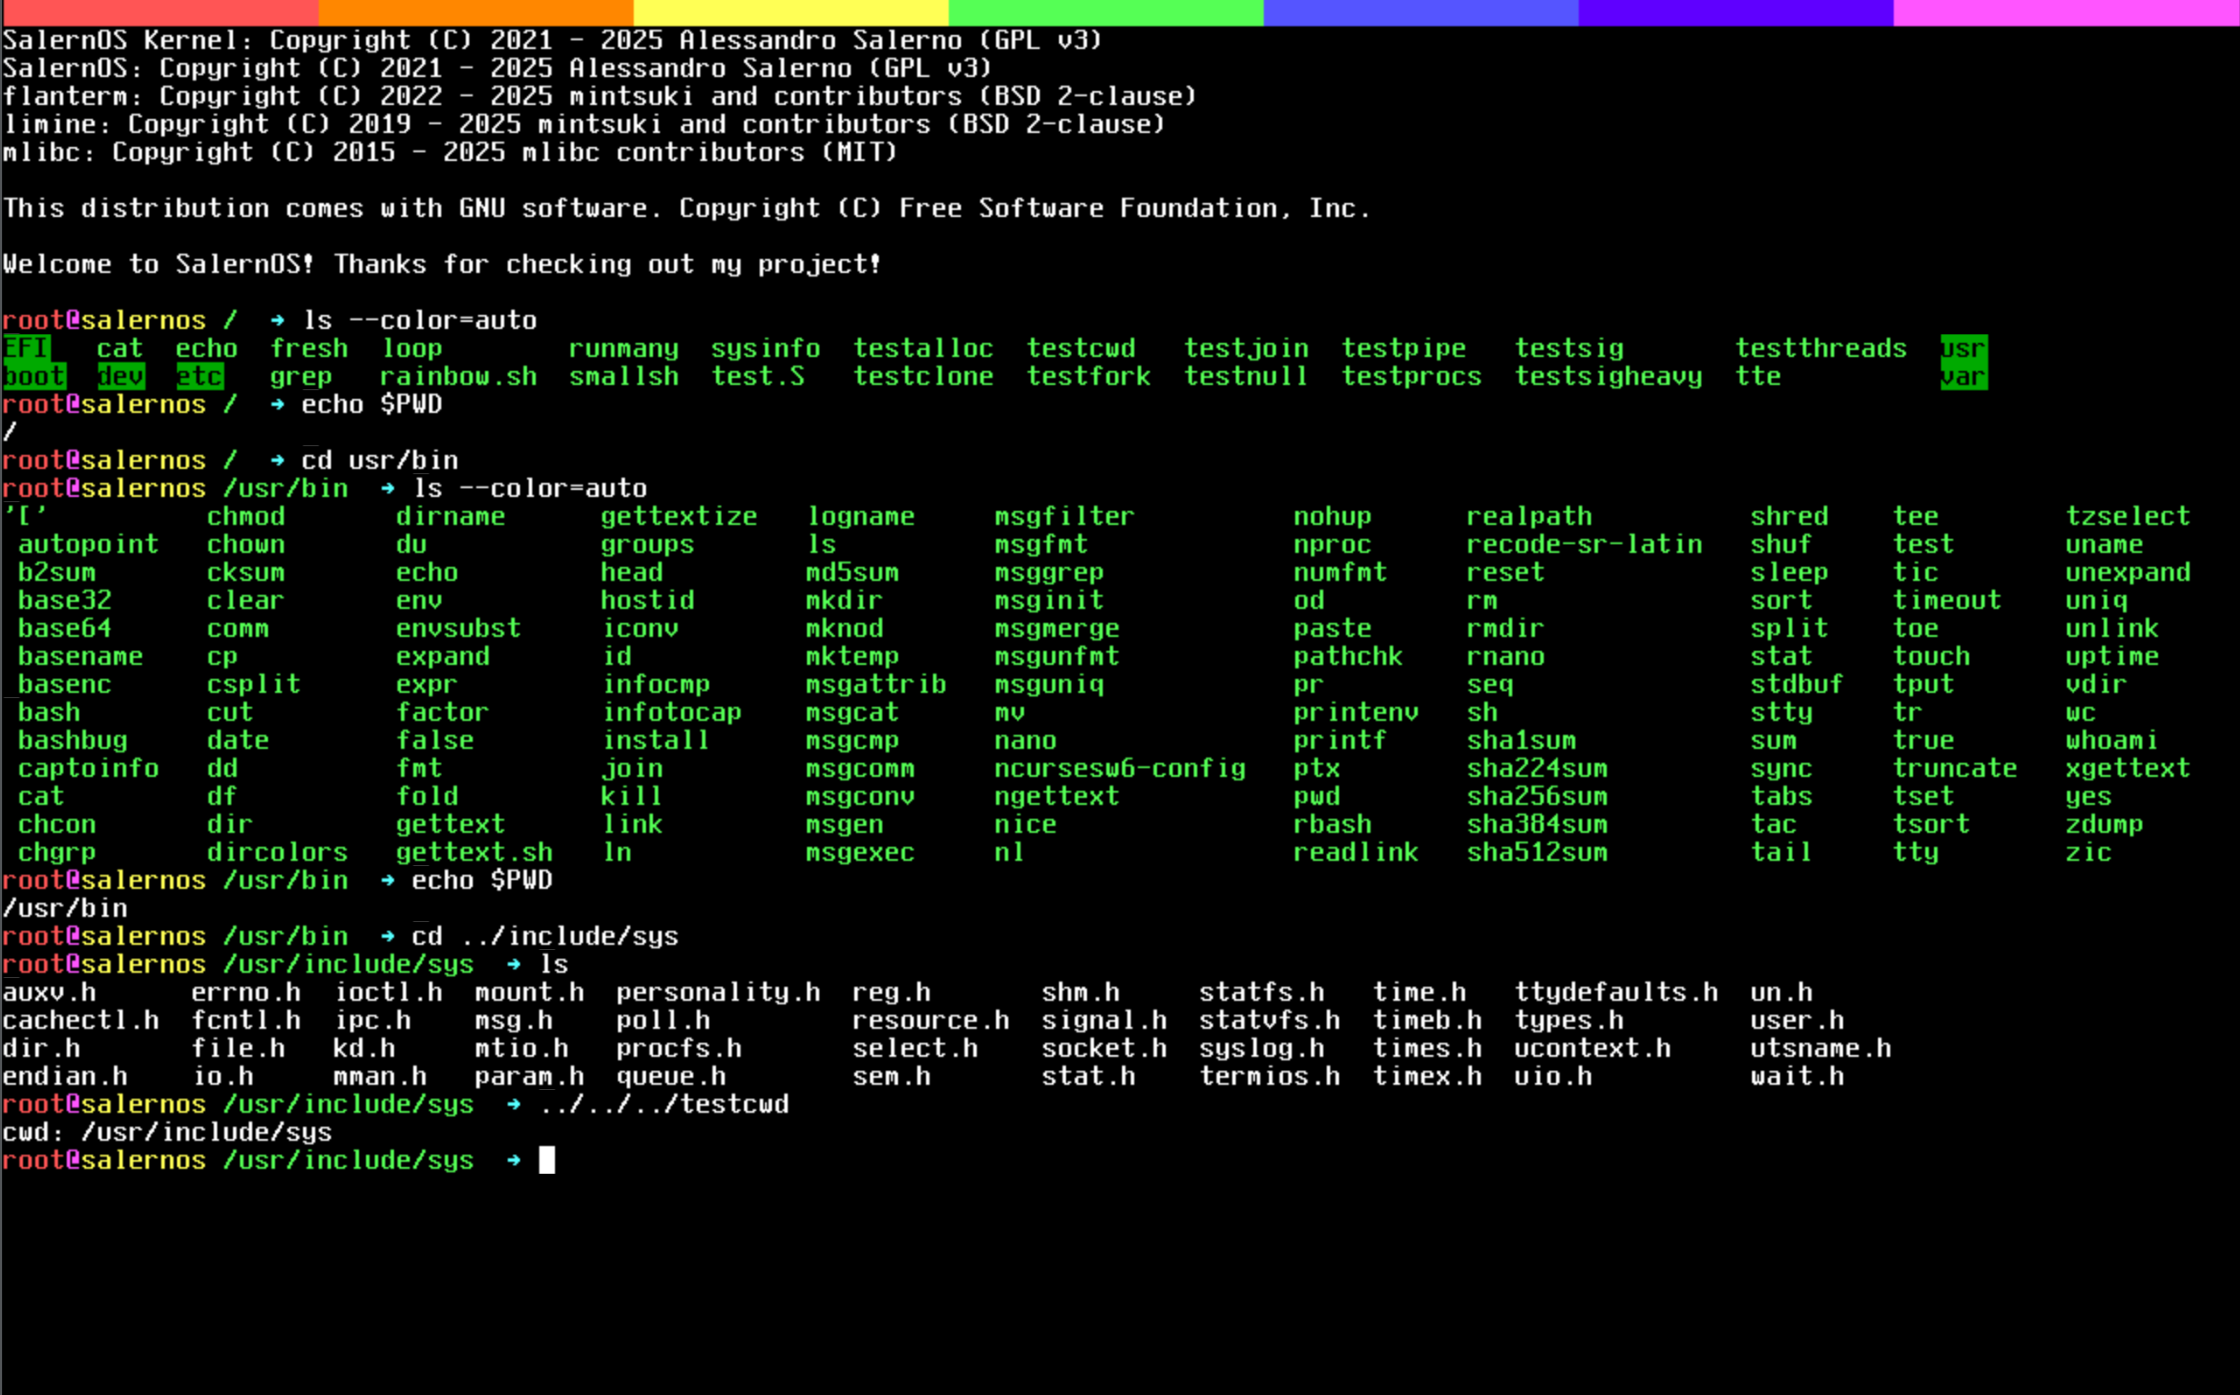 SalernOS Kernel: Copyright (C) 2021 - 2025 Alessandro Salerno (GPL v3)
SalernOS: Copyright (C) 2021 - 2025 Alessandro Salerno (GPL v3)
flanterm: Copyright (C) 2022 - 2025 mintsuki and contributors (BSD 2-clause)
limine: Copyright (C) 2019 - 2025 mintsuki and contributors (BSD 2-clause)
mlibc: Copyright (C) 2015 - 2025 mlibc contributors (MIT)
This distribution comes with GNU software. Copyright (C) Free Software Foundation, Inc.
Welcome to SalernOS! Thanks for checking out my project!
root@salernos / → ls --color=auto
EFI cat echo fresh loop runmany sysinfo testalloc testcwd testjoin testpipe testsig testthreads usr
boot dev etc grep rainbow.sh smallsh test.S testclone testfork testnull testprocs testsigheavy tte var
root@salernos / → echo $PWD
/
root@salernos / → cd usr/bin
root@salernos /usr/bin → ls --color=auto
'[' chmod dirname gettextize logname msgfilter nohup realpath shred tee tzselect
autopoint chown du groups ls msgfmt nproc recode-sr-latin shuf test uname
b2sum cksum echo head md5sum msggrep numfmt reset sleep tic unexpand
base32 clear env hostid mkdir msginit od rm sort timeout uniq
base64 comm envsubst iconv mknod msgmerge paste rmdir split toe unlink
basename cp expand id mktemp msgunfmt pathchk rnano stat touch uptime
basenc csplit expr infocmp msgattrib msguniq pr seq stdbuf tput vdir
bash cut factor infotocap msgcat mv printenv sh stty tr wc
bashbug date false install msgcmp nano printf sha1sum sum true whoami
captoinfo dd fmt join msgcomm ncursesw6-config ptx sha224sum sync truncate xgettext
cat df fold kill msgconv ngettext pwd sha256sum tabs tset yes
chcon dir gettext link msgen nice rbash sha384sum tac tsort zdump
chgrp dircolors gettext.sh ln msgexec nl readlink sha512sum tail tty zic
root@salernos /usr/bin → echo $PWD
/usr/bin
root@salernos /usr/bin → cd ../include/sys
root@salernos /usr/include/sys → ls
auxv.h errno.h ioctl.h mount.h personality.h reg.h shm.h statfs.h time.h ttydefaults.h un.h
cachectl.h fcntl.h ipc.h msg.h poll.h resource.h signal.h statvfs.h timeb.h types.h user.h
dir.h file.h kd.h mtio.h procfs.h select.h socket.h syslog.h times.h ucontext.h utsname.h
endian.h io.h mman.h param.h queue.h sem.h stat.h termios.h timex.h uio.h wait.h
root@salernos /usr/include/sys → ../../../testcwd
cwd: /usr/include/sys
root@salernos /usr/include/sys →